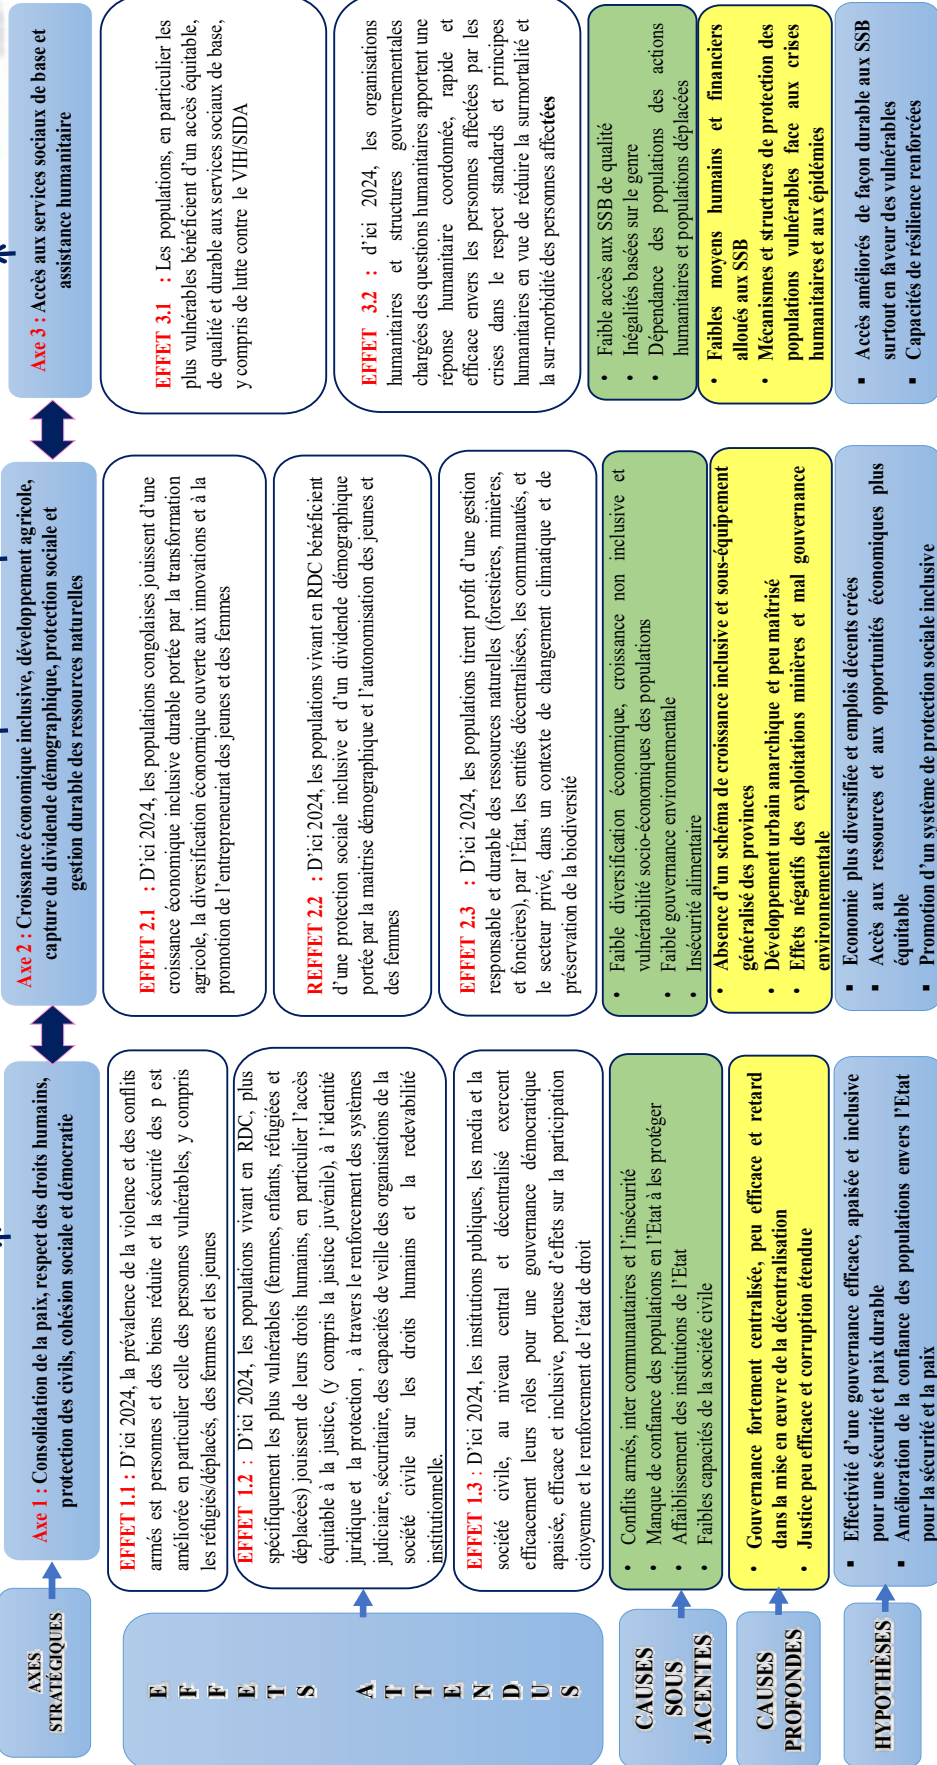 AXES
STRATÉGIQUES
Axe 1 : Consolidation de la paix, respect des droits humains,
protection des civils, cohésion sociale et démocratie
Axe 2 : Croissance économique inclusive, développement agricole,
capture du dividende démographique, protection sociale et
gestion durable des ressources naturelles
Axe 3 : Accès aux services sociaux de base et
assistance humanitaire
E
F
F
E
T
S
A
T
T
E
N
D
U
S
EFFET 1.1 : D’ici 2024, la prévalence de la violence et des conflits
armés est personnes et des biens réduite et la sécurité des p est
améliorée en particulier celle des personnes vulnérables, y compris
les réfugiés/déplacés, des femmes et les jeunes
EFFET 1.2 : D’ici 2024, les populations vivant en RDC, plus
spécifiquement les plus vulnérables (femmes, enfants, réfugiées et
déplacées) jouissent de leurs droits humains, en particulier l’accès
équitable à la justice, (y compris la justice juvénile), à l’identité
juridique et la protection , à travers le renforcement des systèmes
judiciaire, sécuritaire, des capacités de veille des organisations de la
société civile sur les droits humains et la redevabilité
institutionnelle.
EFFET 1.3 : D’ici 2024, les institutions publiques, les media et la
société civile, au niveau central et décentralisé exercent
efficacement leurs rôles pour une gouvernance démocratique
apaisée, efficace et inclusive, porteuse d’effets sur la participation
citoyenne et le renforcement de l’état de droit
EFFET 2.1 : D’ici 2024, les populations congolaises jouissent d’une
croissance économique inclusive durable portée par la transformation
agricole, la diversification économique ouverte aux innovations et à la
promotion de l’entrepreneuriat des jeunes et des femmes
REFFET 2.2 : D’ici 2024, les populations vivant en RDC bénéficient
d’une protection sociale inclusive et d’un dividende démographique
portée par la maitrise démographique et l’autonomisation des jeunes et
des femmes
EFFET 2.3 : D’ici 2024, les populations tirent profit d’une gestion
responsable et durable des ressources naturelles (forestières, minières,
et foncières), par l’État, les entités décentralisées, les communautés, et
le secteur privé, dans un contexte de changement climatique et de
préservation de la biodiversité
EFFET 3.1 : Les populations, en particulier les
plus vulnérables bénéficient d’un accès équitable,
de qualité et durable aux services sociaux de base,
y compris de lutte contre le VIH/SIDA
EFFET 3.2 : d’ici 2024, les organisations
humanitaires et structures gouvernementales
chargées des questions humanitaires apportent une
réponse humanitaire coordonnée, rapide et
efficace envers les personnes affectées par les
crises dans le respect des standards et principes
humanitaires en vue de réduire la surmortalité et
la sur-morbidité des personnes affectées
CAUSES
SOUS
JACENTES
• Conflits armés, inter communautaires et l’insécurité
• Manque de confiance des populations en l’Etat à les protéger
• Affaiblissement des institutions de l’Etat
• Faibles capacités de la société civile
• Faible diversification économique, croissance non inclusive et
vulnérabilité socio-économiques des populations
• Faible gouvernance environnementale
• Insécurité alimentaire
• Faible accès aux SSB de qualité
• Inégalités basées sur le genre
• Dépendance des populations des actions
humanitaires et populations déplacées
CAUSES
PROFONDES
• Gouvernance fortement centralisée, peu efficace et retard
dans la mise en œuvre de la décentralisation
• Justice peu efficace et corruption étendue
• Absence d’un schéma de croissance inclusive et sous-équipement
généralisé des provinces
• Développement urbain anarchique et peu maîtrisé
• Effets négatifs des exploitations minières et mal gouvernance
environnementale
• Faibles moyens humains et financiers
alloués aux SSB
• Mécanismes et structures de protection des
populations vulnérables face aux crises
humanitaires et aux épidémies
HYPOTHÈSES
▪ Effectivité d’une gouvernance efficace, apaisée et inclusive
pour une sécurité et paix durable
▪ Amélioration de la confiance des populations envers l’Etat
pour la sécurité et la paix
▪ Economie plus diversifiée et emplois décents crées
▪ Accès aux ressources et aux opportunités économiques plus
équitable
▪ Promotion d’un système de protection sociale inclusive
▪ Accès améliorés de façon durable aux SSB
surtout en faveur des vulnérables
▪ Capacités de résilience renforcées